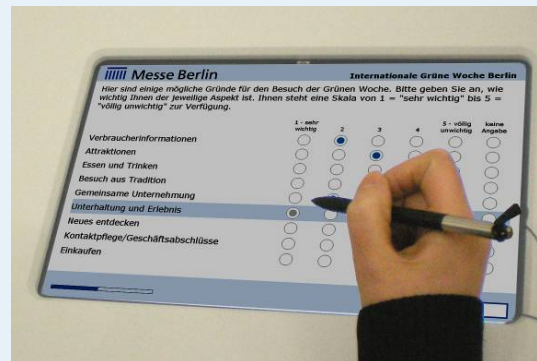 Messe Berlin
Internationale Grüne Woche Berlin
Hier sind einige mögliche Gründe für den Besuch der Grünen Woche. Bitte geben Sie an, wie
wichtig Ihnen der jeweilige Aspekt ist. Ihnen steht eine Skala von 1 = "sehr wichtig" bis 5 =
"völlig unwichtig" zur Verfügung.
1 - sehr wichtig
2
3
4
5 - völlig unwichtig
keine Angabe
Verbraucherinformationen
Attraktionen
Essen und Trinken
Besuch aus Tradition
Gemeinsame Unternehmung
Unterhaltung und Erlebnis
Neues entdecken
Kontaktpflege/Geschäftsabschlüsse
Einkaufen